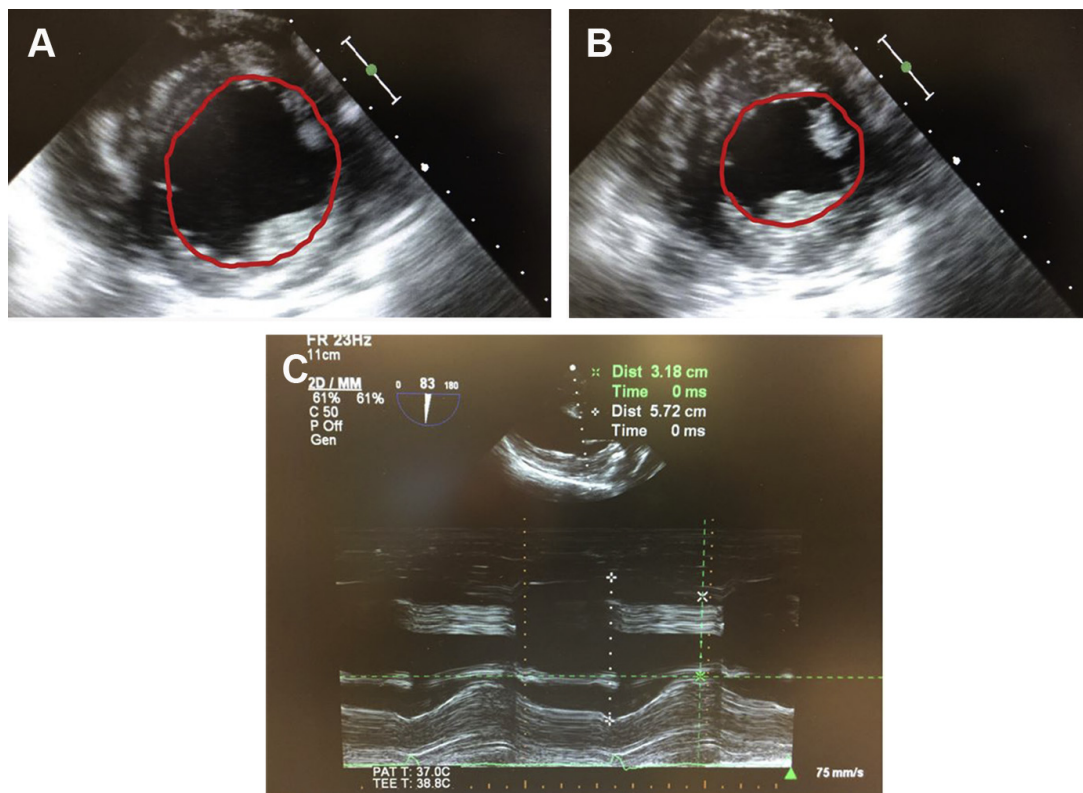 A
B
C
FR 23Hz
11cm
2D / MM
61% 61%
C 50
P Off
Gen
0 83 180
Dist 3.18 cm
Time 0 ms
Dist 5.72 cm
Time 0 ms
PAT T: 37.0C
TEE T: 38.8C
75 mm/s